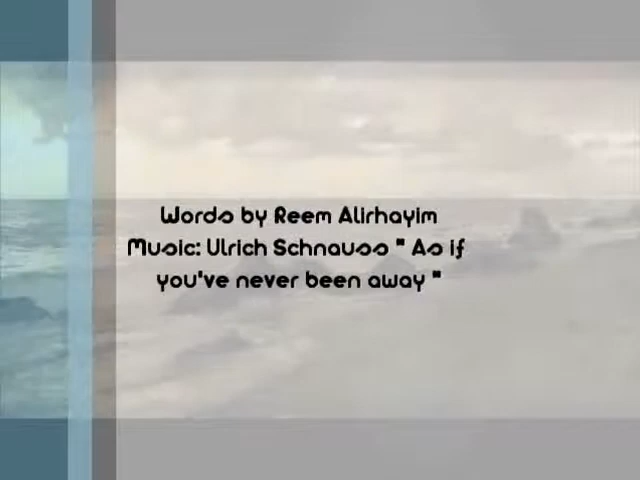 Words by Reem Alirhayim
Music: Ulrich Schnauss " As if
you've never been away "